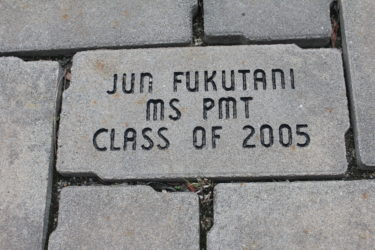 JUN FUKUTANI
MS PMT
CLASS OF 2005